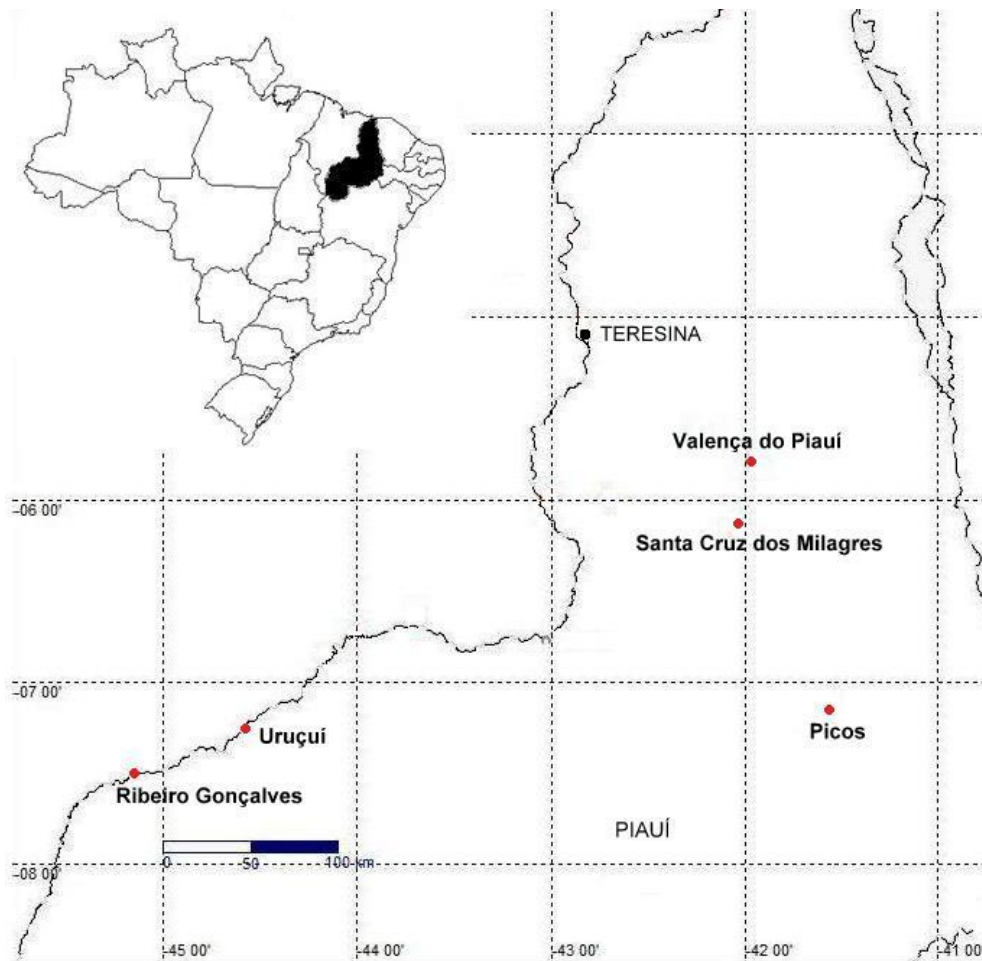 TERESINA
Valença do Piauí
-06 00'
Santa Cruz dos Milagres
-07 00'
Uruçuí
Picos
Ribeiro Gonçalves
PIAUÍ
0 50 100 km
-08 00'
-45 00' -44 00' -43 00' -42 00' -41 00'